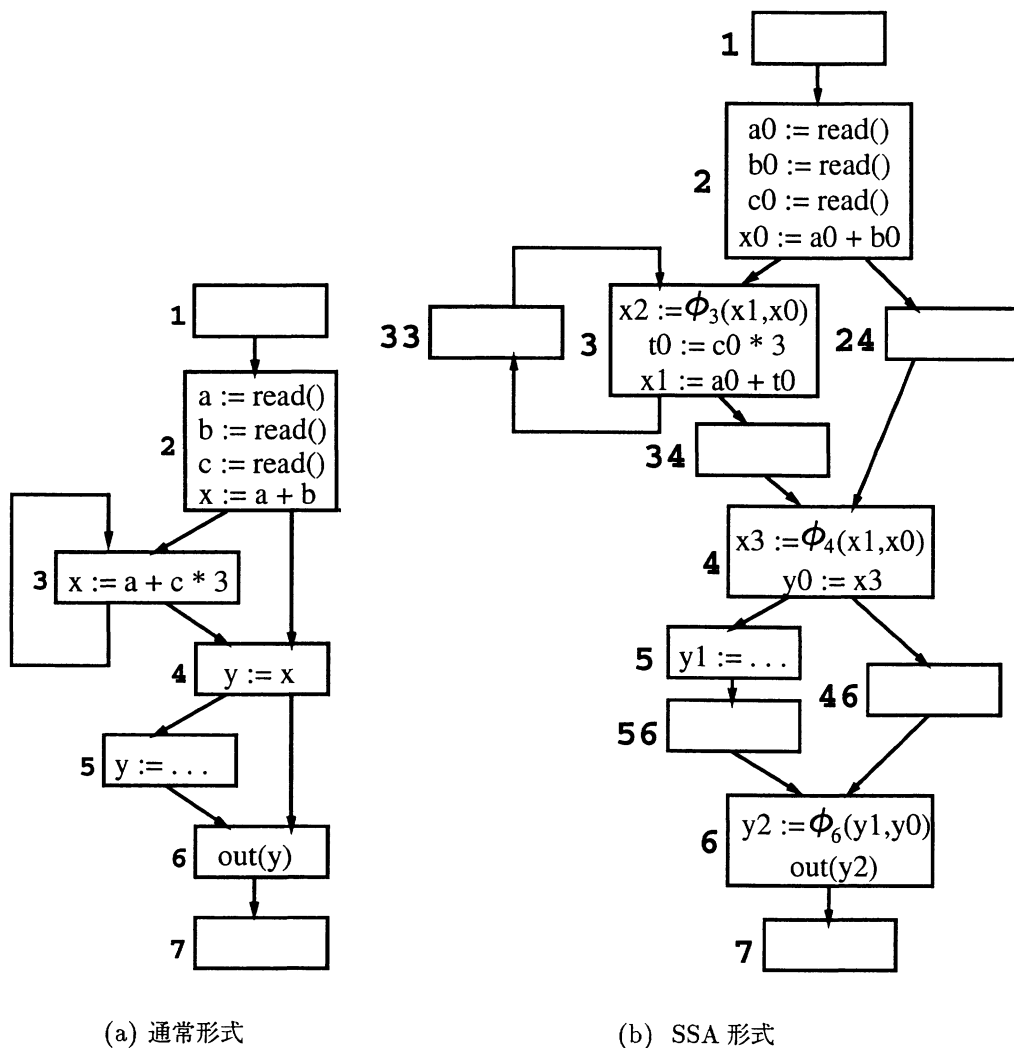 1
2
a := read()
b := read()
c := read()
x := a + b
3
x := a + c * 3
4
y := x
5
y := . . .
6
out(y)
7
(a) 通常形式
1
2
a0 := read()
b0 := read()
c0 := read()
x0 := a0 + b0
33
3
x2 :=ϕ3(x1,x0)
t0 := c0 * 3
x1 := a0 + t0
24
34
4
x3 :=ϕ4(x1,x0)
y0 := x3
5
y1 := . . .
46
56
6
y2 :=ϕ6(y1,y0)
out(y2)
7
(b) SSA 形式